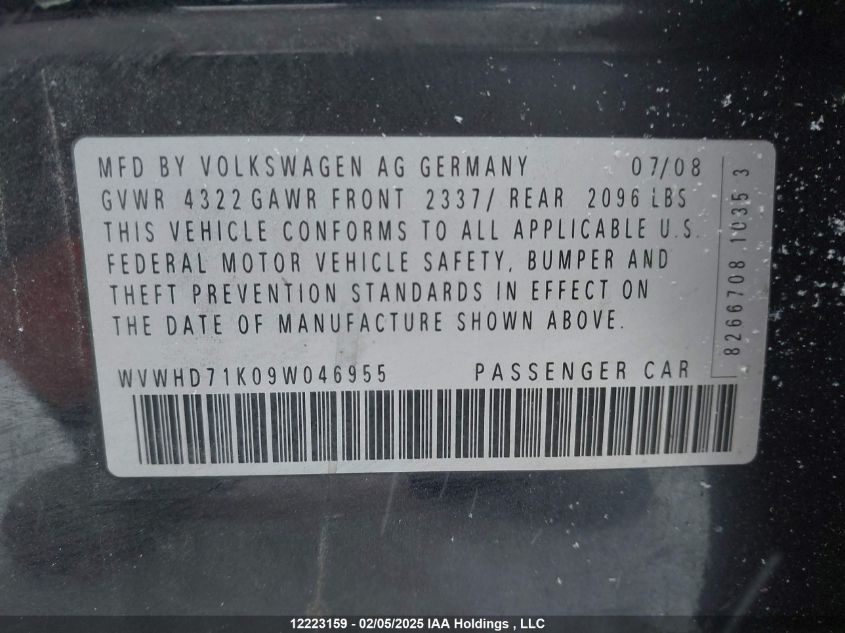 MFD BY VOLKSWAGEN AG GERMANY 07/08
GVWR 4322 GAWR FRONT 2337/ REAR 2096 LBS
THIS VEHICLE CONFORMS TO ALL APPLICABLE U.S.
FEDERAL MOTOR VEHICLE SAFETY, BUMPER AND
THEFT PREVENTION STANDARDS IN EFFECT ON
THE DATE OF MANUFACTURE SHOWN ABOVE.
WVWHD71K09W046955 PASSENGER CAR
8266708 1035 3
12223159 - 02/05/2025 IAA Holdings , LLC